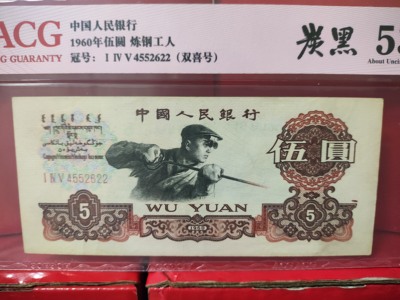 ACG
GUARANTY
中国人民银行
1960年伍圆 炼钢工人
冠号: I IV V 4552622 (双喜号)
炭黑
About Unci
中國人民银行
伍圓
I IV V 4552622
5
WU YUAN
5